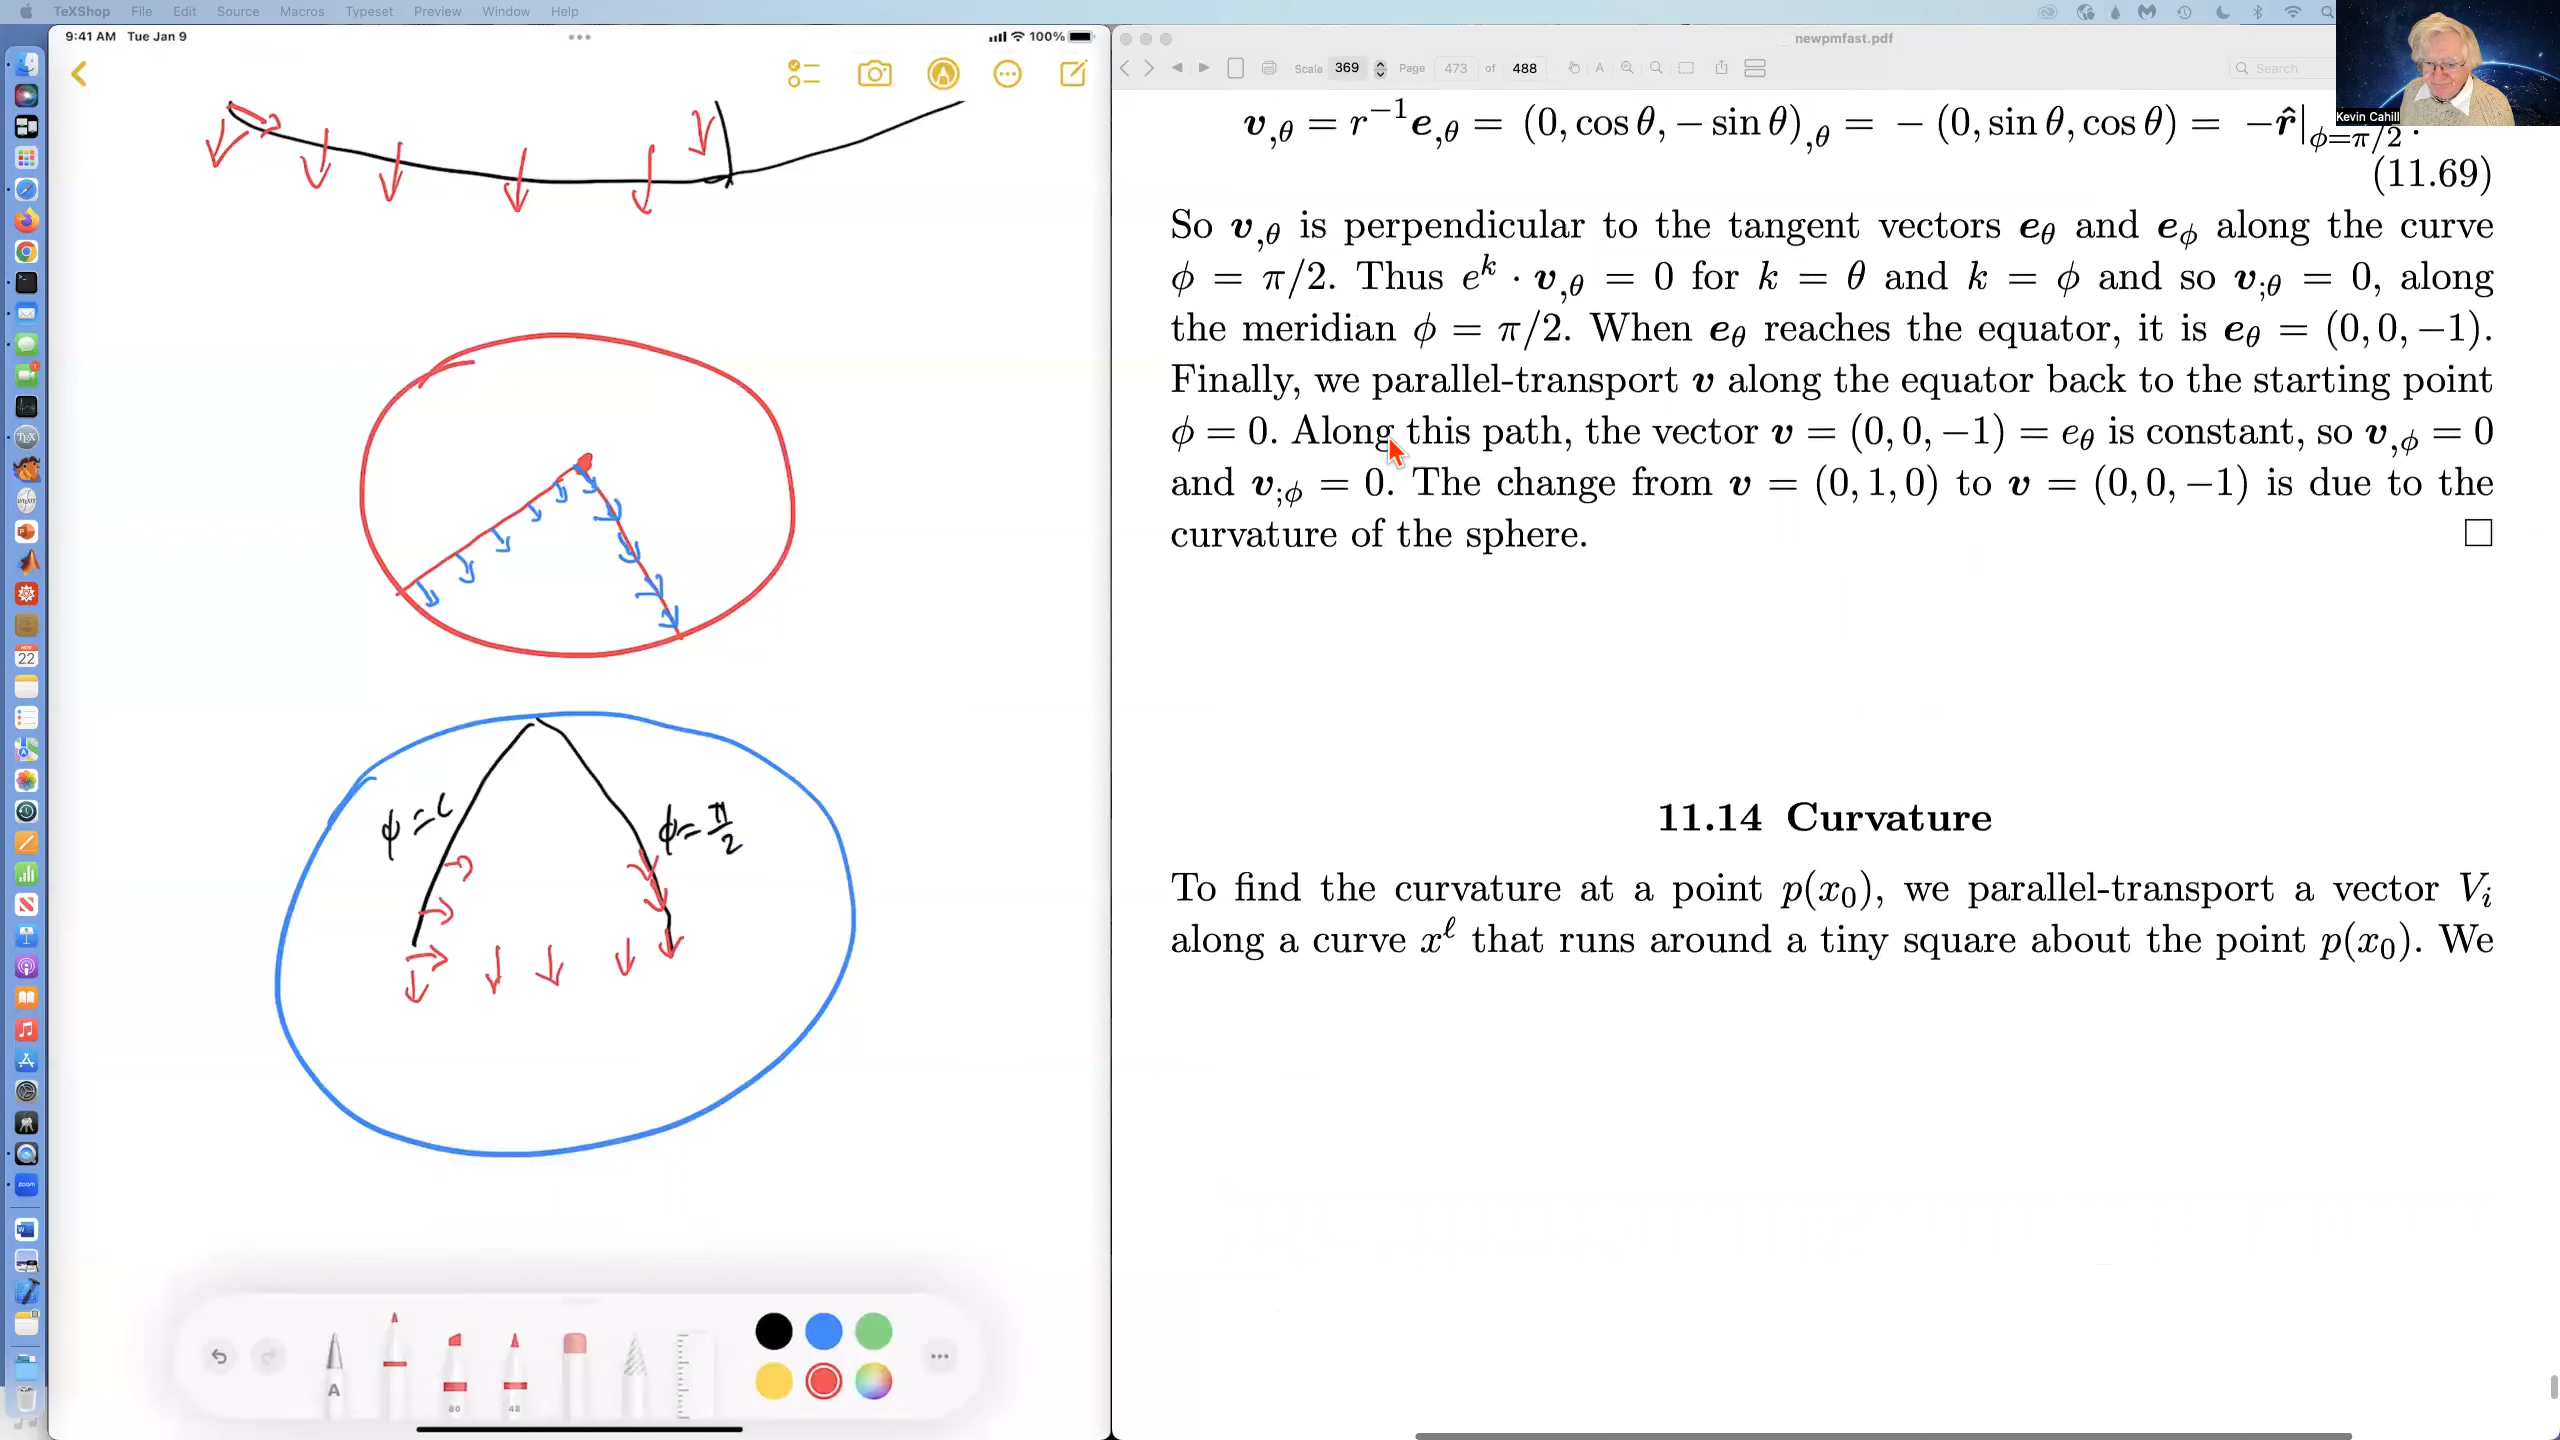 TeXShop File Edit Source Macros Typeset Preview Window Help
9:41 AM Tue Jan 9
100%
newpmfast.pdf
Scale 369 Page 473 of 488
Search
Kevin Cahill
v,θ = r⁻¹e,θ = (0, cos θ, − sin θ),θ = − (0, sin θ, cos θ) = −r̂|ϕ=π/2 .
(11.69)
So v,θ is perpendicular to the tangent vectors eθ and eϕ along the curve
ϕ = π/2. Thus eᵏ · v,θ = 0 for k = θ and k = ϕ and so v;θ = 0, along
the meridian ϕ = π/2. When eθ reaches the equator, it is eθ = (0, 0, −1).
Finally, we parallel-transport v along the equator back to the starting point
ϕ = 0. Along this path, the vector v = (0, 0, −1) = eθ is constant, so v,ϕ = 0
and v;ϕ = 0. The change from v = (0, 1, 0) to v = (0, 0, −1) is due to the
curvature of the sphere. □
11.14 Curvature
To find the curvature at a point p(x₀), we parallel-transport a vector Vᵢ
along a curve xˡ that runs around a tiny square about the point p(x₀). We
ϕ = π/2
A
80
48
NOV
22
zoom